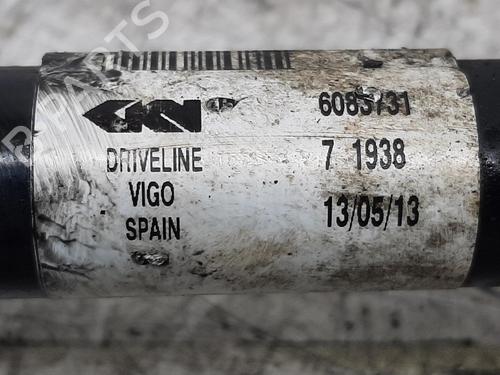 GKN 6085731
DRIVELINE 7 1938
VIGO 13/05/13
SPAIN